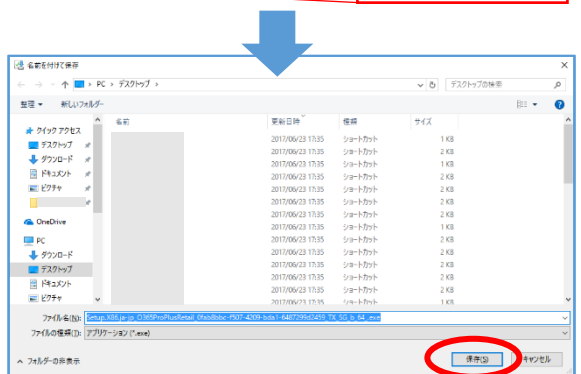 名前を付けて保存
PC > デスクトップ >
デスクトップの検索
整理 ▼ 新しいフォルダー
名前 更新日時 種類 サイズ
クイック アクセス
デスクトップ
ダウンロード
ドキュメント
ピクチャ
OneDrive
PC
ダウンロード
デスクトップ
ドキュメント
ピクチャ
2017/06/23 17:35 ショートカット 1 KB
2017/06/23 17:35 ショートカット 2 KB
2017/06/23 17:35 ショートカット 2 KB
2017/06/23 17:35 ショートカット 2 KB
2017/06/23 17:35 ショートカット 2 KB
2017/06/23 17:35 ショートカット 2 KB
2017/06/23 17:35 ショートカット 2 KB
2017/06/23 17:35 ショートカット 1 KB
2017/06/23 17:35 ショートカット 2 KB
2017/06/23 17:35 ショートカット 2 KB
2017/06/23 17:35 ショートカット 2 KB
2017/06/23 17:35 ショートカット 2 KB
2017/06/23 17:35 ショートカット 1 KB
ファイル名(N): Setup.X86.ja-jp_O365ProPlusRetail_0fab8bbc-f507-4209-bda1-6487299d2459_TX_SG_b_64_.exe
ファイルの種類(T): アプリケーション (*.exe)
フォルダーの非表示
保存(S)
キャンセル